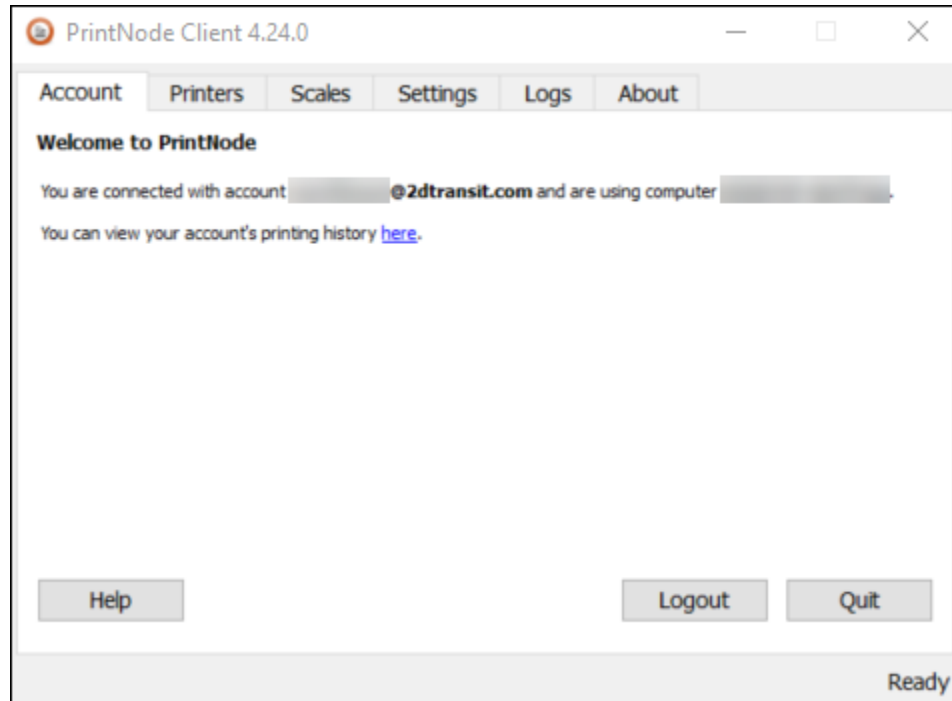 PrintNode Client 4.24.0
Account Printers Scales Settings Logs About
Welcome to PrintNode
You are connected with account @2dtransit.com and are using computer .
You can view your account's printing history here.
Help Logout Quit
Ready